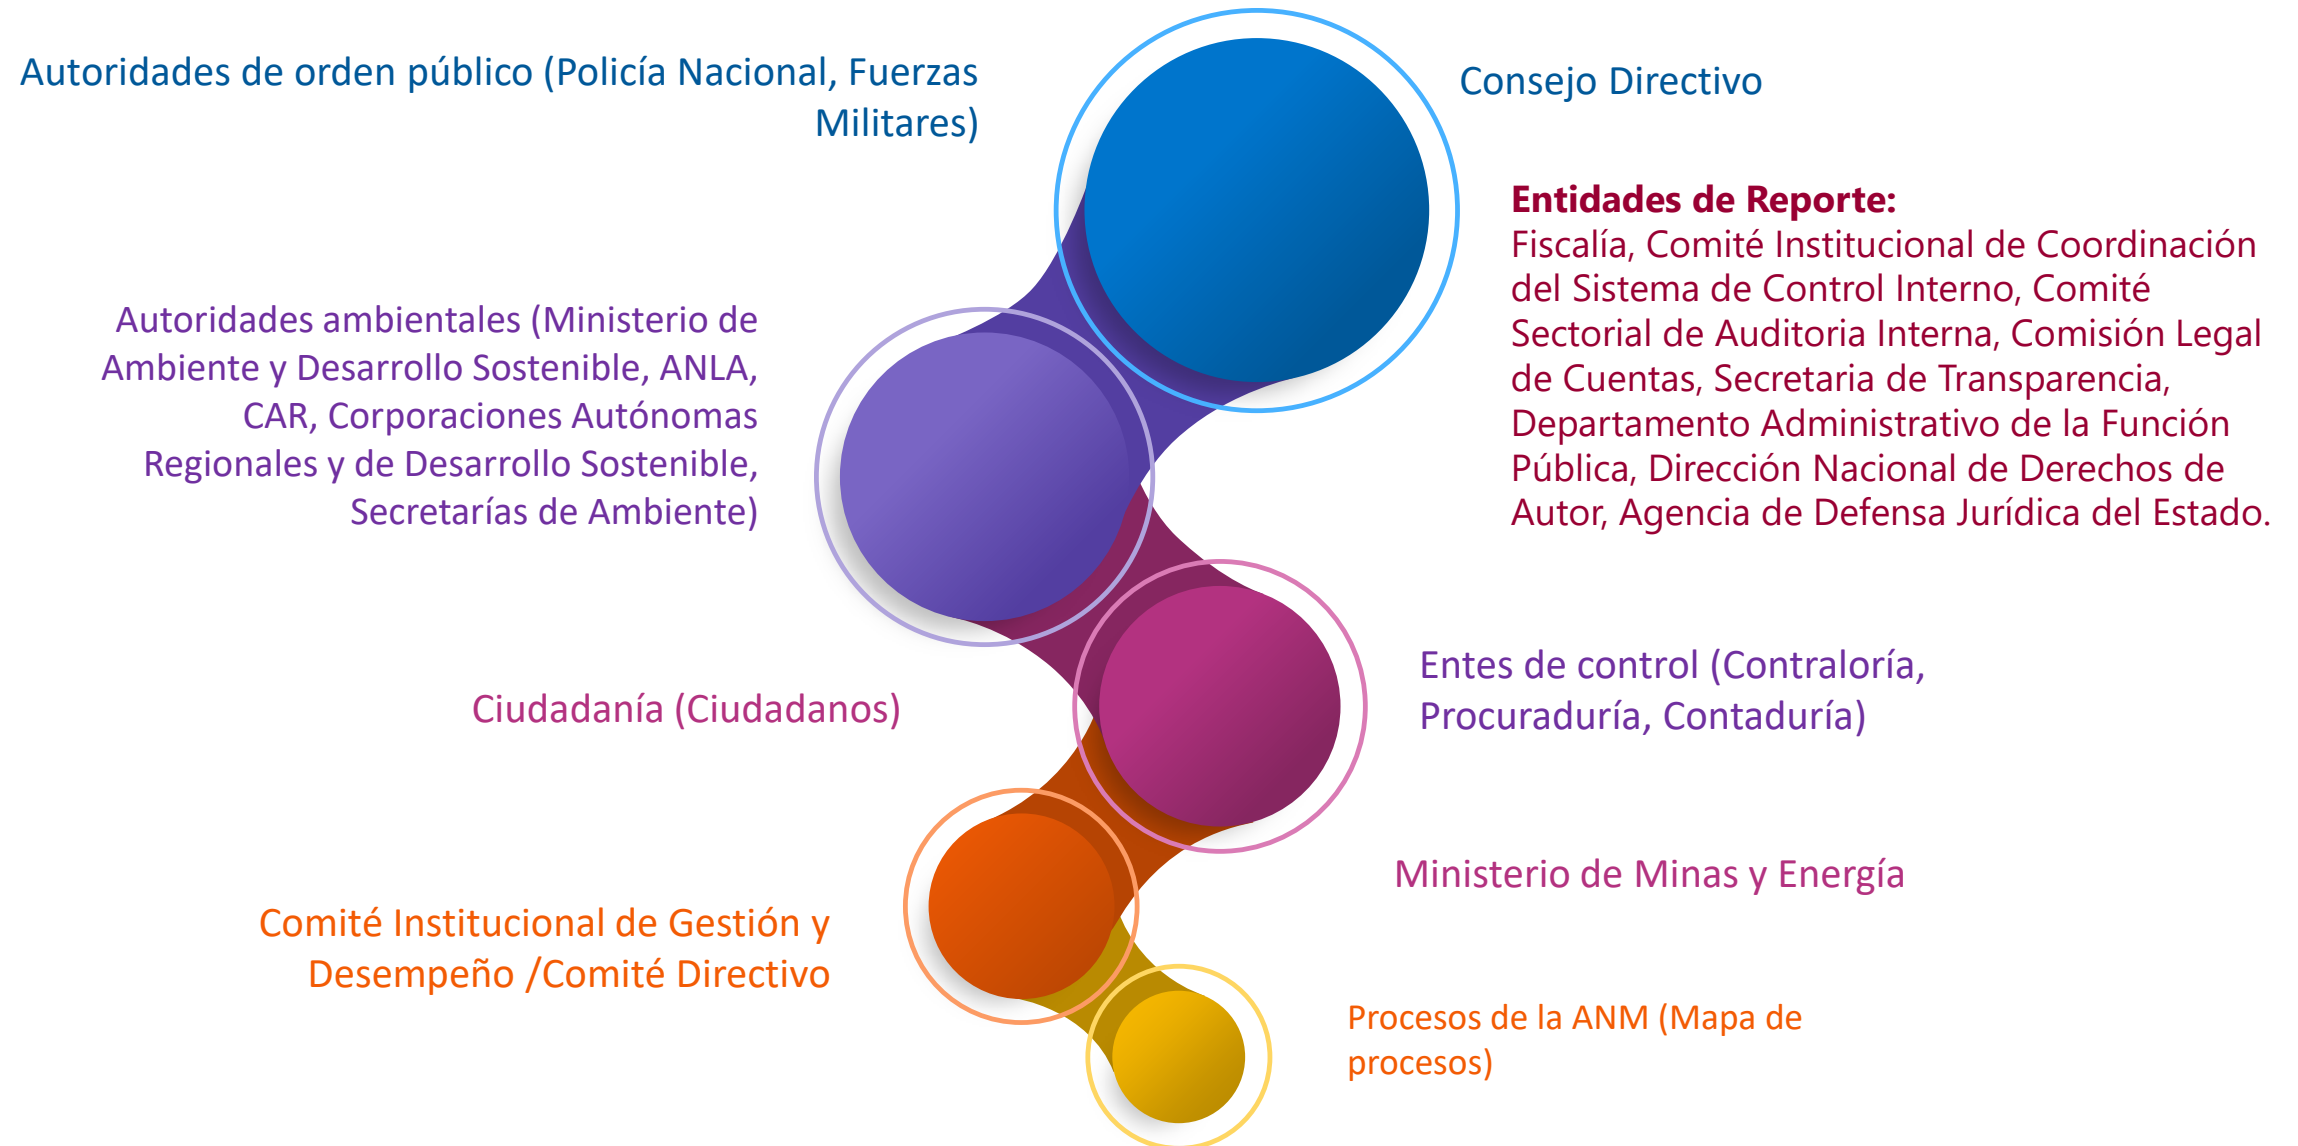 Autoridades de orden público (Policía Nacional, Fuerzas
Militares)
Consejo Directivo
Entidades de Reporte:
Fiscalía, Comité Institucional de Coordinación
del Sistema de Control Interno, Comité
Sectorial de Auditoria Interna, Comisión Legal
de Cuentas, Secretaria de Transparencia,
Departamento Administrativo de la Función
Pública, Dirección Nacional de Derechos de
Autor, Agencia de Defensa Jurídica del Estado.
Autoridades ambientales (Ministerio de
Ambiente y Desarrollo Sostenible, ANLA,
CAR, Corporaciones Autónomas
Regionales y de Desarrollo Sostenible,
Secretarías de Ambiente)
Ciudadanía (Ciudadanos)
Entes de control (Contraloría,
Procuraduría, Contaduría)
Ministerio de Minas y Energía
Comité Institucional de Gestión y
Desempeño /Comité Directivo
Procesos de la ANM (Mapa de
procesos)